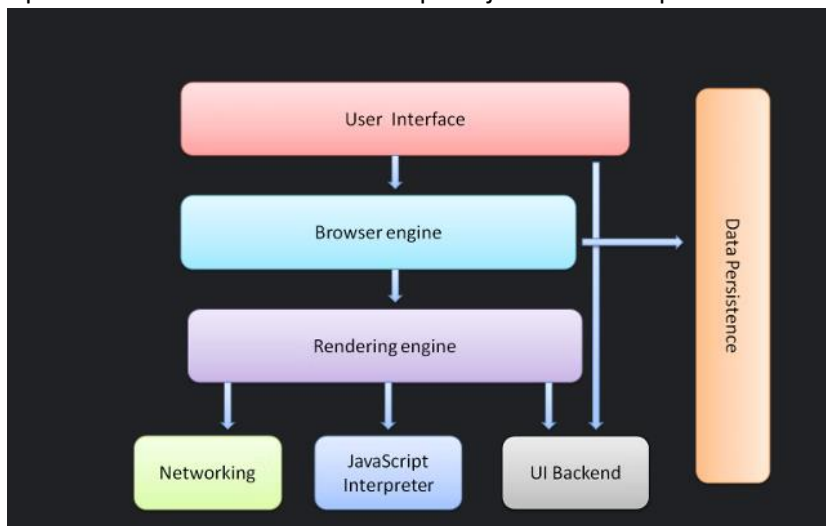 User Interface
Browser engine
Data Persistence
Rendering engine
Networking
JavaScript
Interpreter
UI Backend